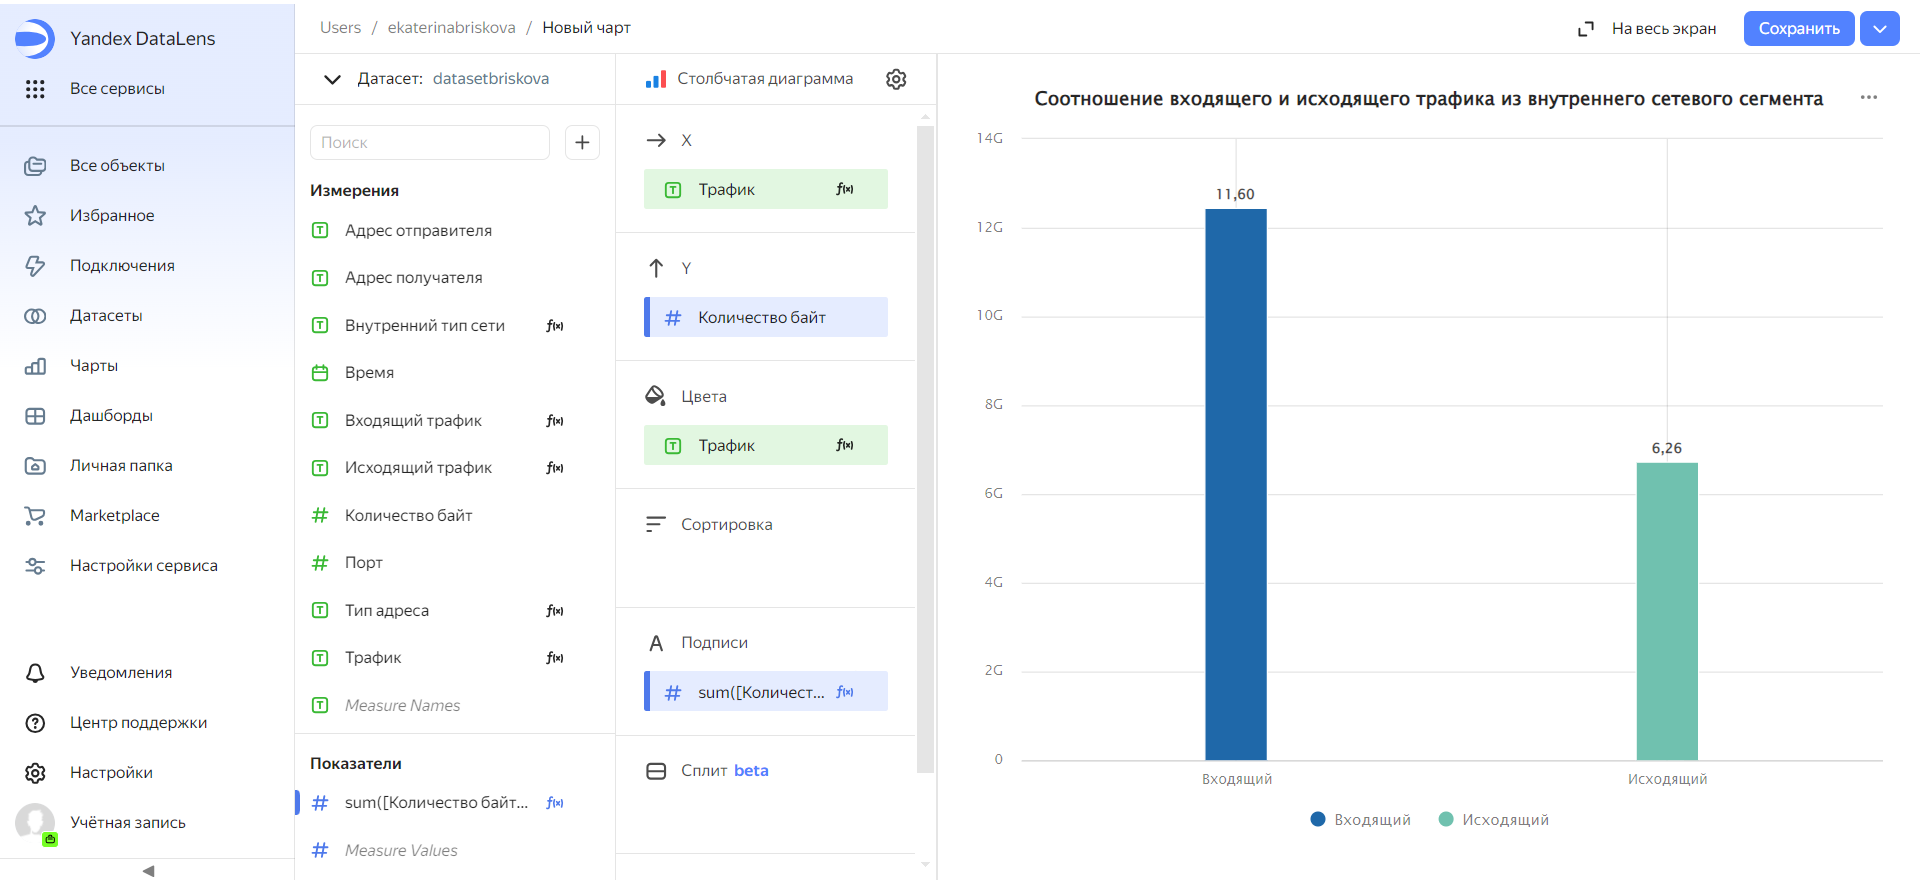 Yandex DataLens
Все сервисы
Все объекты
Избранное
Подключения
Датасеты
Чарты
Дашборды
Личная папка
Marketplace
Настройки сервиса
Уведомления
Центр поддержки
Настройки
Учётная запись
Users / ekaterinabriskova / Новый чарт
На весь экран
Сохранить
Датасет: datasetbriskova
Поиск
Измерения
Адрес отправителя
Адрес получателя
Внутренний тип сети f(x)
Время
Входящий трафик f(x)
Исходящий трафик f(x)
Количество байт
Порт
Тип адреса f(x)
Трафик f(x)
Measure Names
Показатели
sum([Количество байт... f(x)
Measure Values
Столбчатая диаграмма
X
Трафик f(x)
Y
Количество байт
Цвета
Трафик f(x)
Сортировка
Подписи
sum([Количест... f(x)
Сплит beta
Соотношение входящего и исходящего трафика из внутреннего сетевого сегмента
14G
12G
10G
8G
6G
4G
2G
0
11,60
6,26
Входящий
Исходящий
Входящий
Исходящий